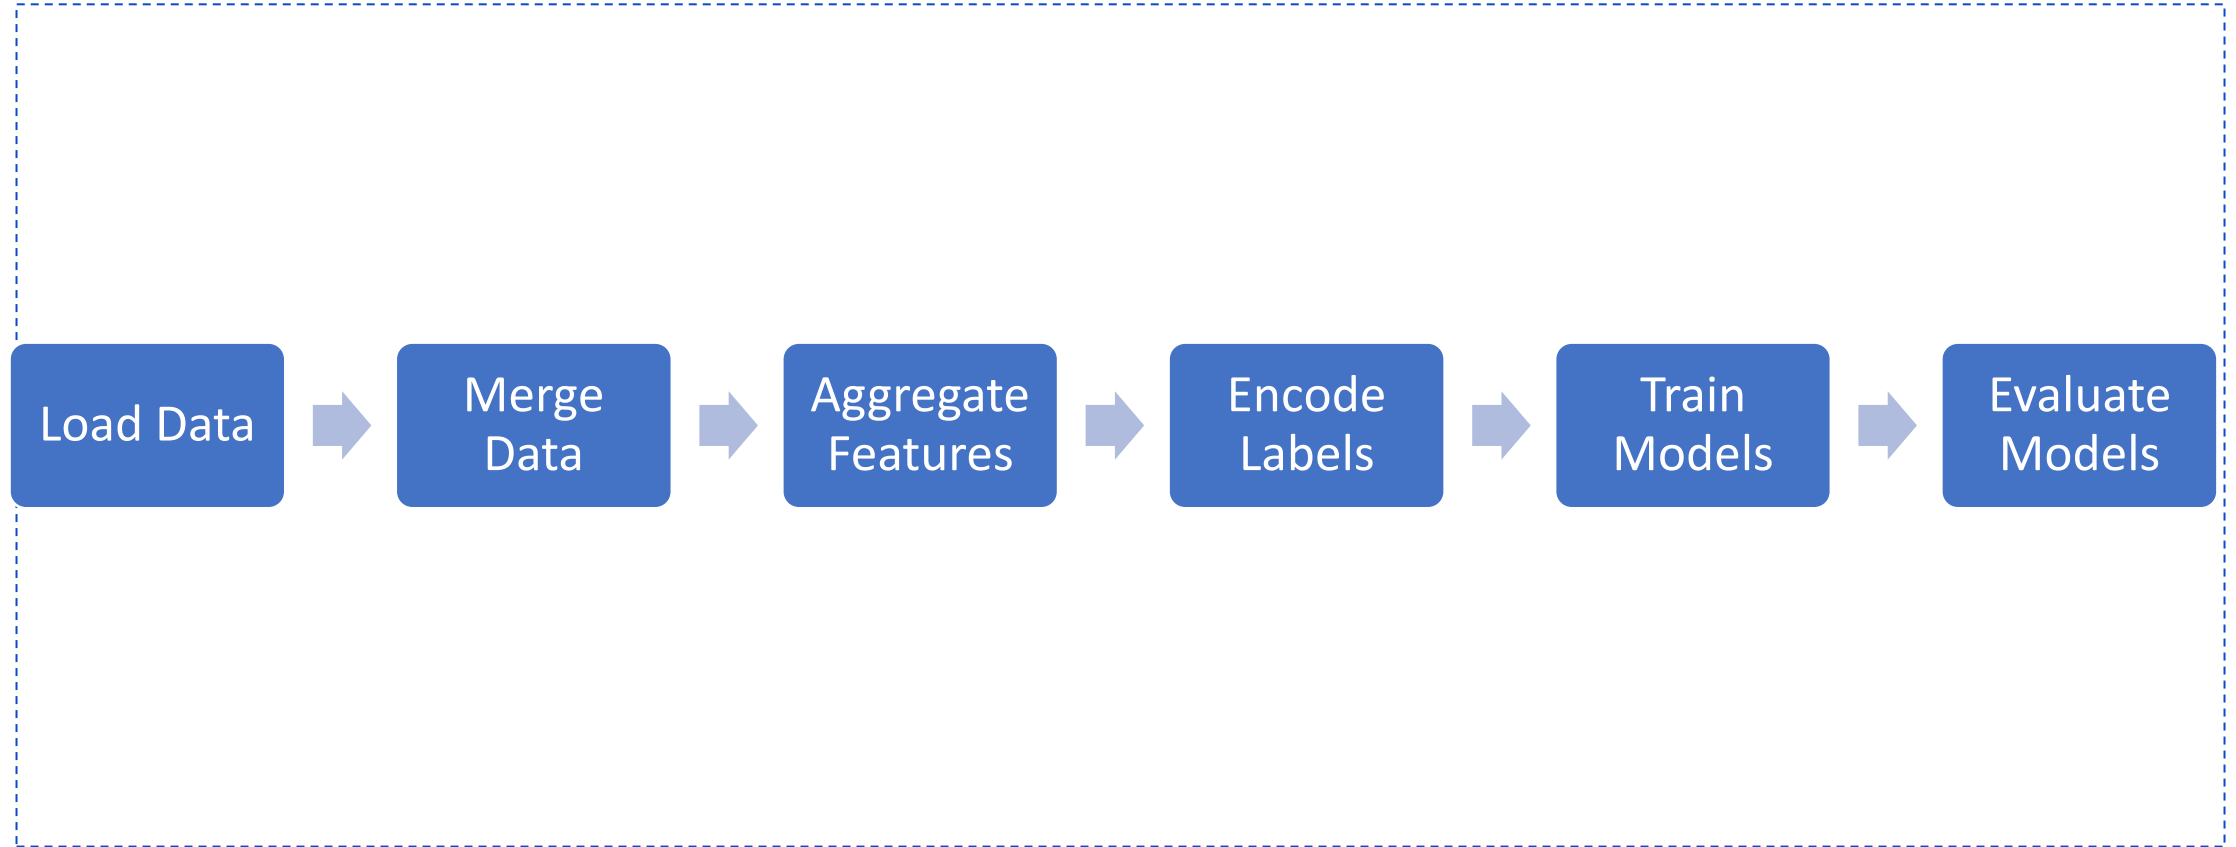 Load Data
Merge
Data
Aggregate
Features
Encode
Labels
Train
Models
Evaluate
Models